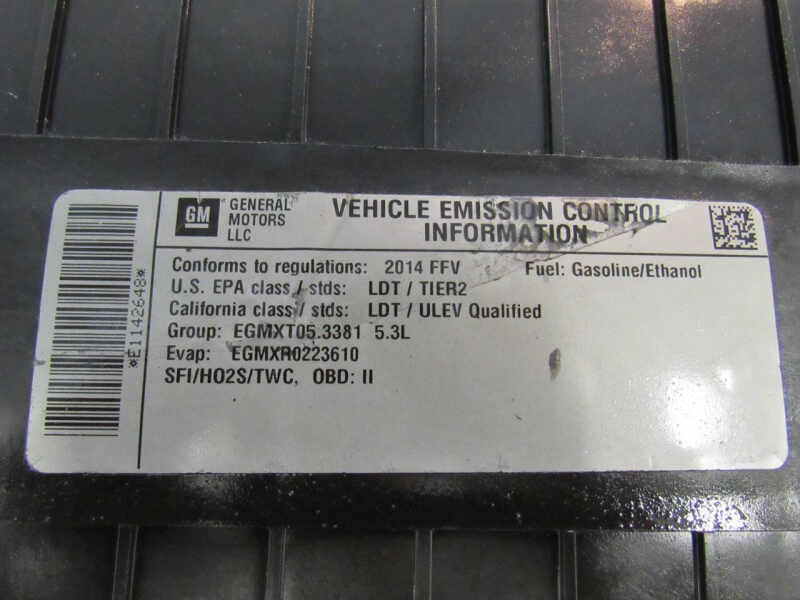 GM GENERAL MOTORS LLC
VEHICLE EMISSION CONTROL INFORMATION
Conforms to regulations: 2014 FFV Fuel: Gasoline/Ethanol
U.S. EPA class / stds: LDT / TIER2
California class / stds: LDT / ULEV Qualified
Group: EGMXT05.3381 5.3L
Evap: EGMXR0223610
SFI/HO2S/TWC, OBD: II
*E1142648*